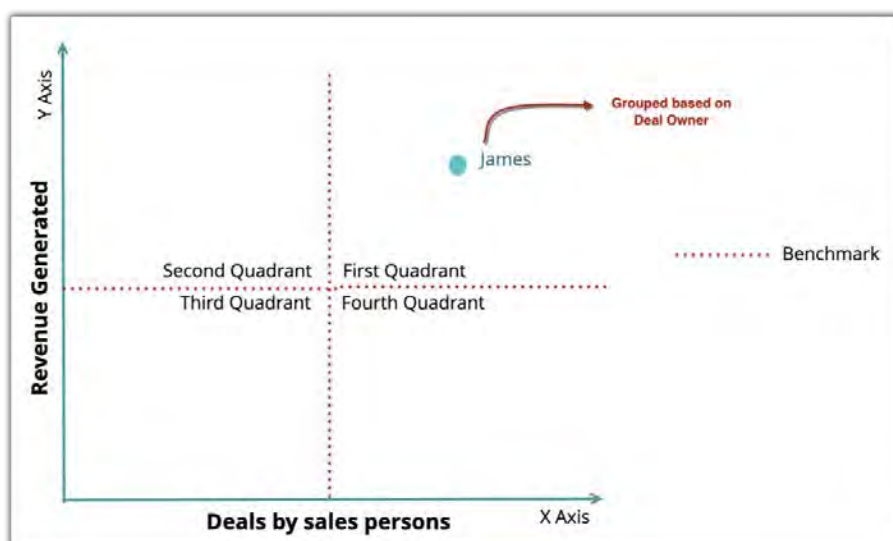 Y Axis
Revenue Generated
Grouped based on
Deal Owner
James
Benchmark
Second Quadrant
First Quadrant
Third Quadrant
Fourth Quadrant
Deals by sales persons
X Axis